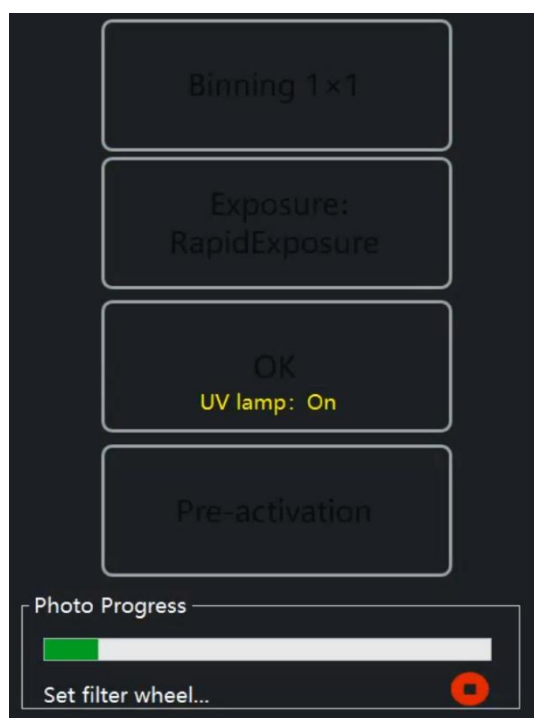 Binning 1×1
Exposure:
RapidExposure
OK
UV lamp: On
Pre-activation
Photo Progress
Set filter wheel...